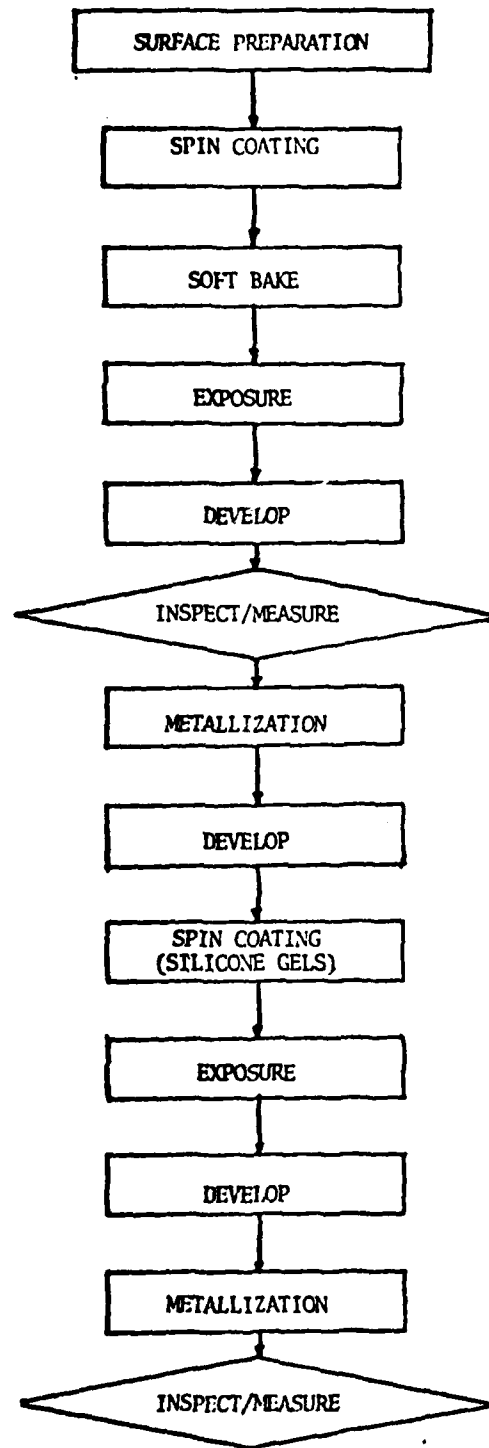 SURFACE PREPARATION
SPIN COATING
SOFT BAKE
EXPOSURE
DEVELOP
INSPECT/MEASURE
METALLIZATION
DEVELOP
SPIN COATING
(SILICONE GELS)
EXPOSURE
DEVELOP
METALLIZATION
INSPECT/MEASURE